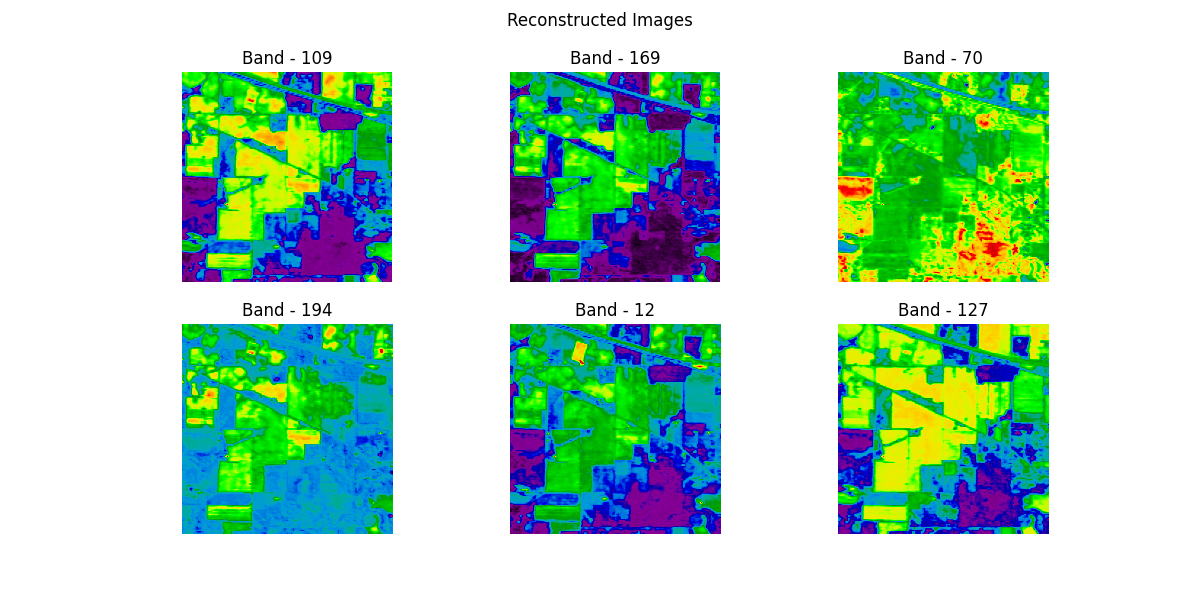 Reconstructed Images
Band - 109
Band - 169
Band - 70
Band - 194
Band - 12
Band - 127